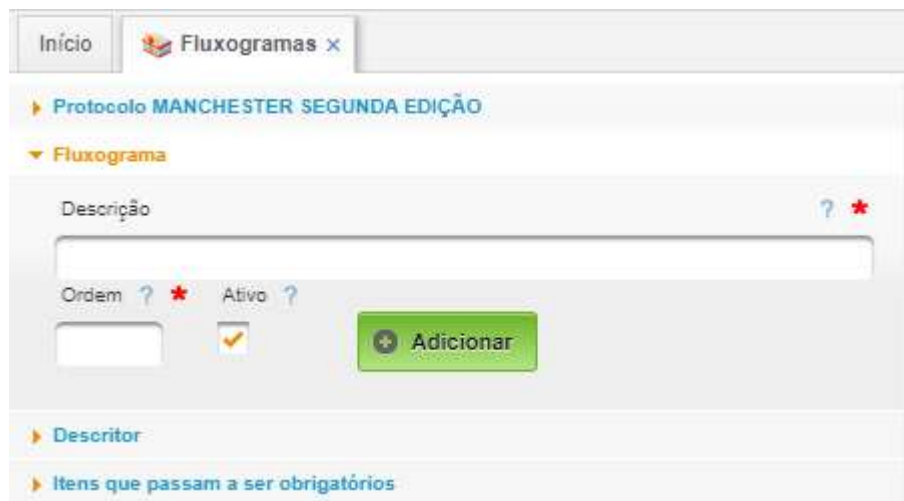 Início Fluxogramas ×
Protocolo MANCHESTER SEGUNDA EDIÇÃO
Fluxograma
Descrição ? *
Ordem ? * Ativo ?
Adicionar
Descritor
Itens que passam a ser obrigatórios